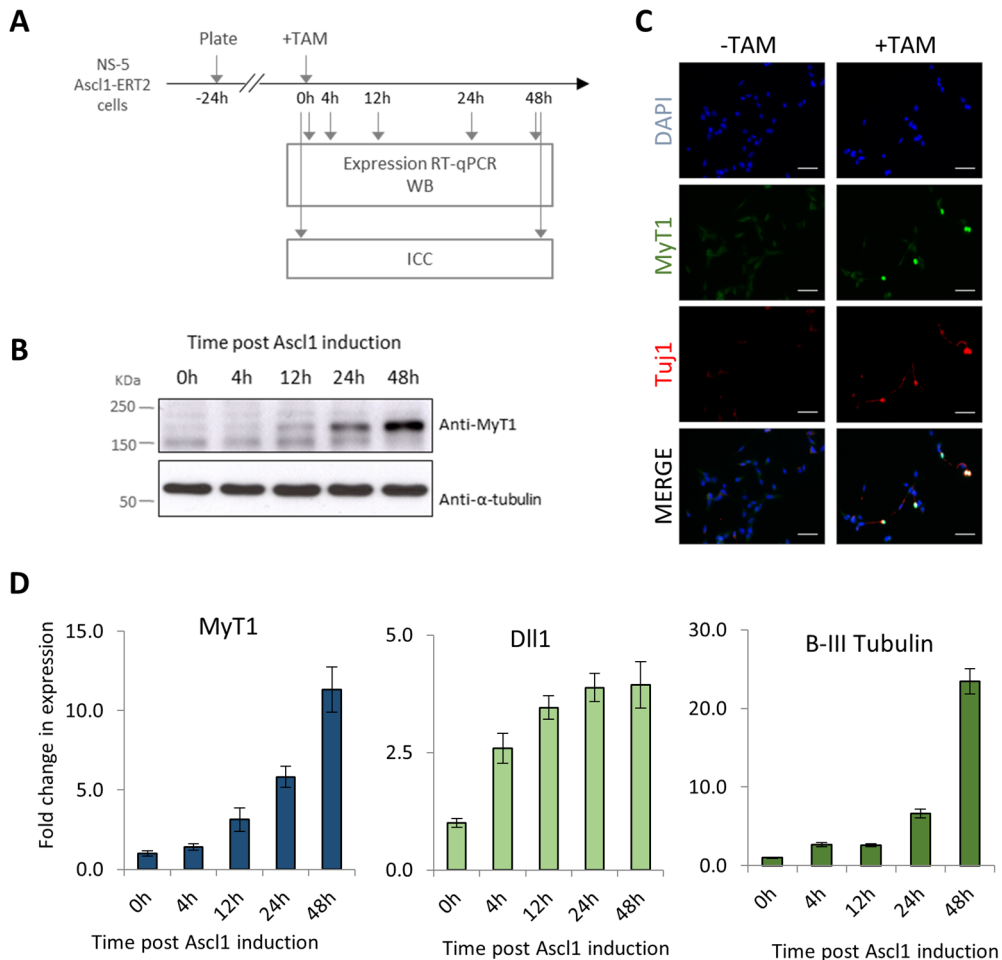 A
Plate
+TAM
NS-5
Ascl1-ERT2
cells
-24h
0h 4h 12h 24h 48h
Expression RT-qPCR
WB
ICC
B
Time post Ascl1 induction
KDa
0h 4h 12h 24h 48h
250
150
Anti-MyT1
50
Anti-α-tubulin
C
-TAM +TAM
DAPI
MyT1
Tuj1
MERGE
D
Fold change in expression
MyT1
15.0
10.0
5.0
0.0
0h 4h 12h 24h 48h
Time post Ascl1 induction
Dll1
5.0
2.5
0.0
0h 4h 12h 24h 48h
Time post Ascl1 induction
B-III Tubulin
30.0
20.0
10.0
0.0
0h 4h 12h 24h 48h
Time post Ascl1 induction